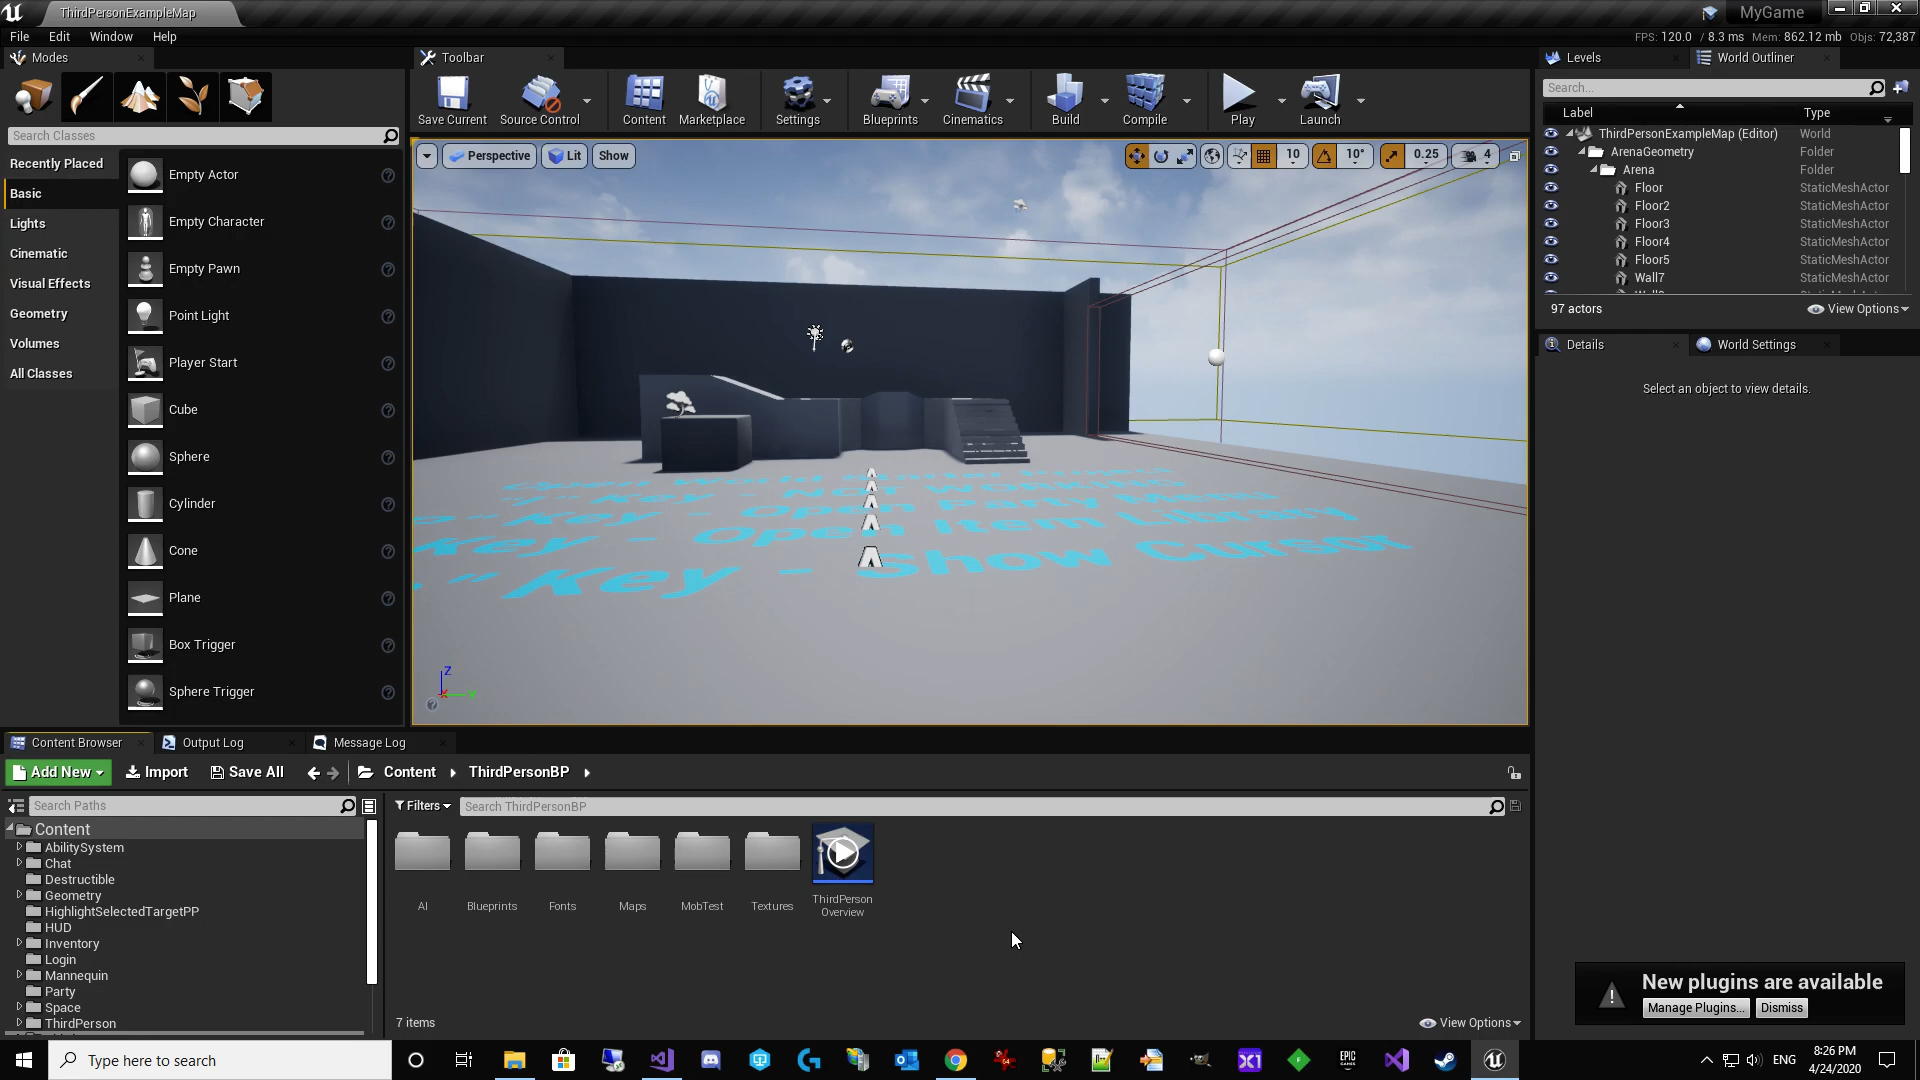 ThirdPersonExampleMap
MyGame
File Edit Window Help
FPS: 120.0 / 8.3 ms Mem: 862.12 mb Objs: 72,387
Modes
Toolbar
Levels
World Outliner
Save Current
Source Control
Content
Marketplace
Settings
Blueprints
Cinematics
Build
Compile
Play
Launch
Search Classes
Recently Placed
Basic
Lights
Cinematic
Visual Effects
Geometry
Volumes
All Classes
Empty Actor
Empty Character
Empty Pawn
Point Light
Player Start
Cube
Sphere
Cylinder
Cone
Plane
Box Trigger
Sphere Trigger
Perspective
Lit
Show
10
10°
0.25
4
Key - Open Party
Key - Open Item Library
Key - Show Cursor
Z
Search...
Label Type
ThirdPersonExampleMap (Editor) World
ArenaGeometry Folder
Arena Folder
Floor StaticMeshActor
Floor2 StaticMeshActor
Floor3 StaticMeshActor
Floor4 StaticMeshActor
Floor5 StaticMeshActor
Wall7 StaticMeshActor
97 actors
View Options
Details
World Settings
Select an object to view details.
Content Browser
Output Log
Message Log
Add New
Import
Save All
Content
ThirdPersonBP
Search Paths
Content
AbilitySystem
Chat
Destructible
Geometry
HighlightSelectedTargetPP
HUD
Inventory
Login
Mannequin
Party
Space
ThirdPerson
Filters
Search ThirdPersonBP
AI
Blueprints
Fonts
Maps
MobTest
Textures
ThirdPerson
Overview
7 items
View Options
New plugins are available
Manage Plugins...
Dismiss
Type here to search
EPIC
GAMES
ENG
8:26 PM
4/24/2020